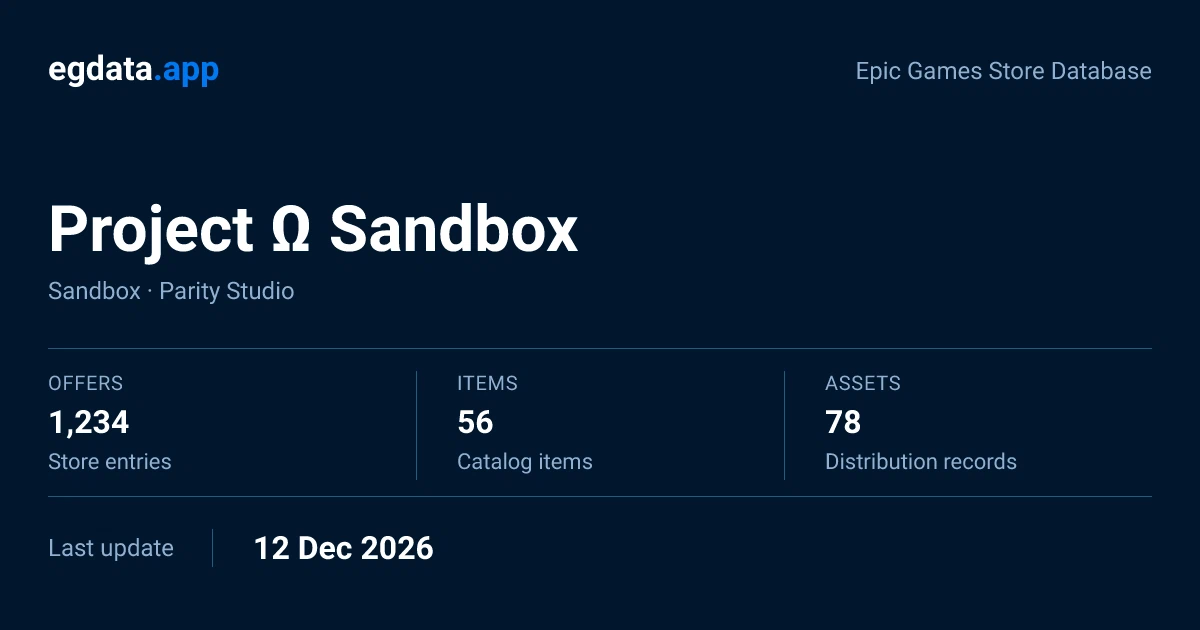 egdata.app
Epic Games Store Database
Project Ω Sandbox
Sandbox · Parity Studio
OFFERS
1,234
Store entries
ITEMS
56
Catalog items
ASSETS
78
Distribution records
Last update
12 Dec 2026